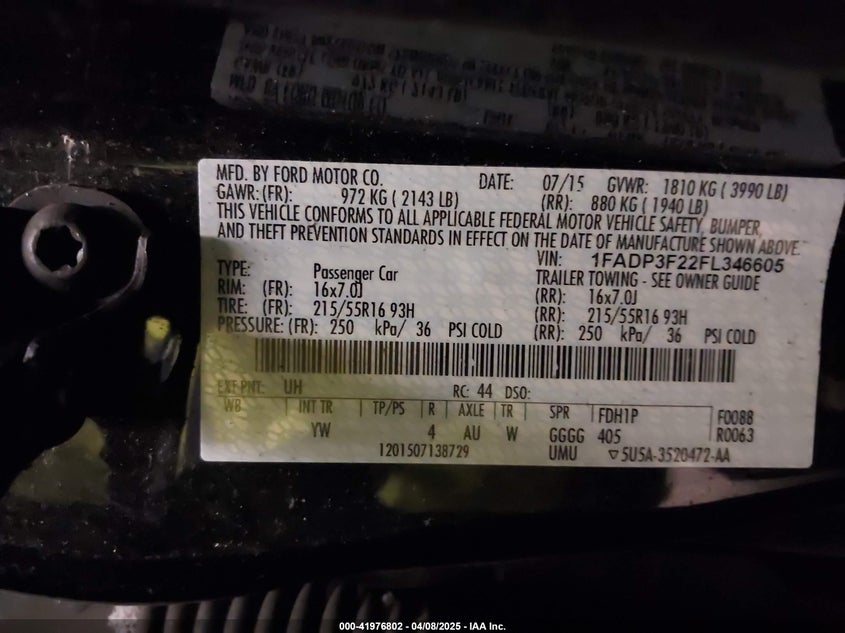 MFD. BY FORD MOTOR CO. DATE: 07/15 GVWR: 1810 KG ( 3990 LB)
GAWR: (FR): 972 KG ( 2143 LB) (RR): 880 KG ( 1940 LB)
THIS VEHICLE CONFORMS TO ALL APPLICABLE FEDERAL MOTOR VEHICLE SAFETY, BUMPER,
AND THEFT PREVENTION STANDARDS IN EFFECT ON THE DATE OF MANUFACTURE SHOWN ABOVE.
VIN: 1FADP3F22FL346605
TYPE: Passenger Car TRAILER TOWING - SEE OWNER GUIDE
RIM: (FR): 16x7.0J (RR): 16x7.0J
TIRE: (FR): 215/55R16 93H (RR): 215/55R16 93H
PRESSURE: (FR): 250 kPa/ 36 PSI COLD (RR): 250 kPa/ 36 PSI COLD
EXT PNT: UH RC: 44 DSO:
WB INT TR TP/PS R AXLE TR SPR FDH1P F0088
YW 4 AU W GGGG 405 R0063
1201507138729 UMU ▽5U5A-3520472-AA
000-41976802 - 04/08/2025 - IAA Inc.